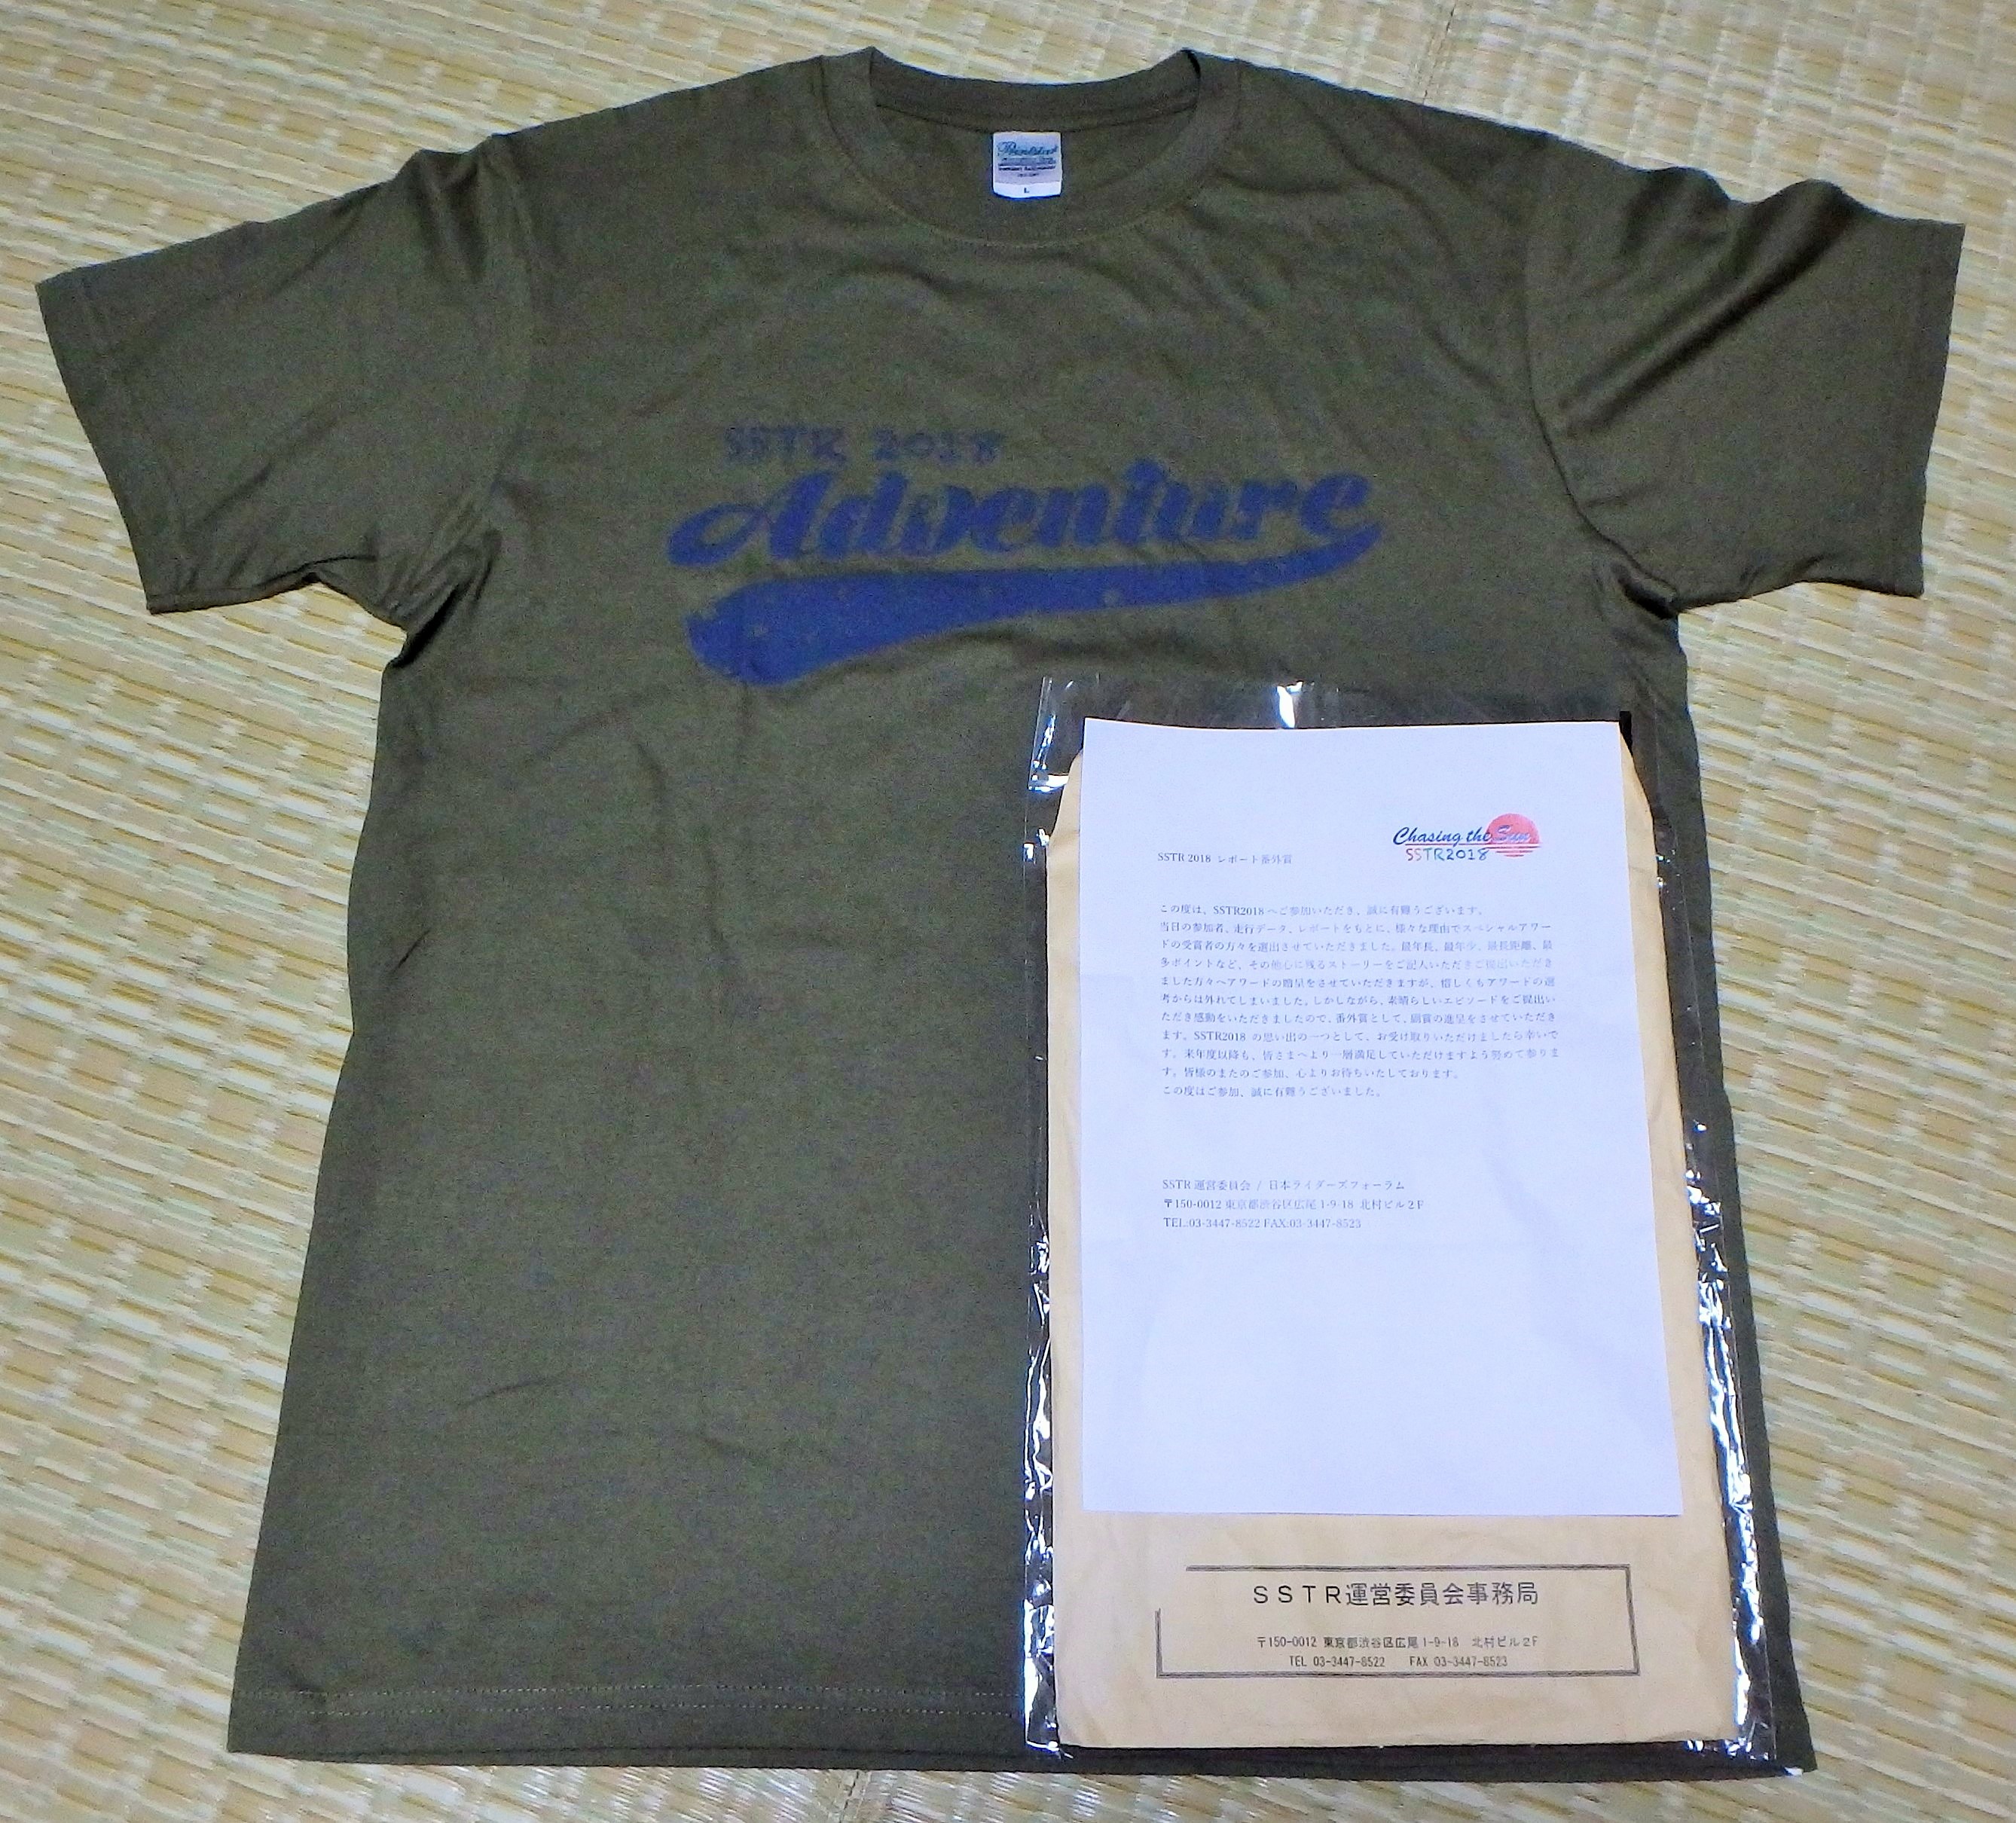 Printstar
L
SSTR 2018
Adventure
Chasing the Sun
SSTR2018
SSTR 2018 レポート番外賞
この度は、SSTR2018 へご参加いただき、誠に有難うございます。
当日の参加者、走行データ、レポートをもとに、様々な理由でスペシャルアワー
ドの受賞者の方々を選出させていただきました。最年長、最年少、最長距離、最
多ポイントなど、その他心に残るストーリーをご記入いただきご提出いただき
ました方々へアワードの贈呈をさせていただきますが、惜しくもアワードの選
考からは外れてしまいました。しかしながら、素晴らしいエピソードをご提出い
ただき感動をいただきましたので、番外賞として、副賞の進呈をさせていただき
ます。SSTR2018 の思い出の一つとして、お受け取りいただけましたら幸いで
す。来年度以降も、皆さまへより一層満足していただけますよう努めて参りま
す。皆様のまたのご参加、心よりお待ちいたしております。
この度はご参加、誠に有難うございました。
SSTR 運営委員会 / 日本ライダーズフォーラム
〒150-0012 東京都渋谷区広尾 1-9-18 北村ビル２F
TEL:03-3447-8522 FAX:03-3447-8523
ＳＳＴＲ運営委員会事務局
〒150-0012 東京都渋谷区広尾 1-9-18 北村ビル２F
TEL 03-3447-8522 FAX 03-3447-8523